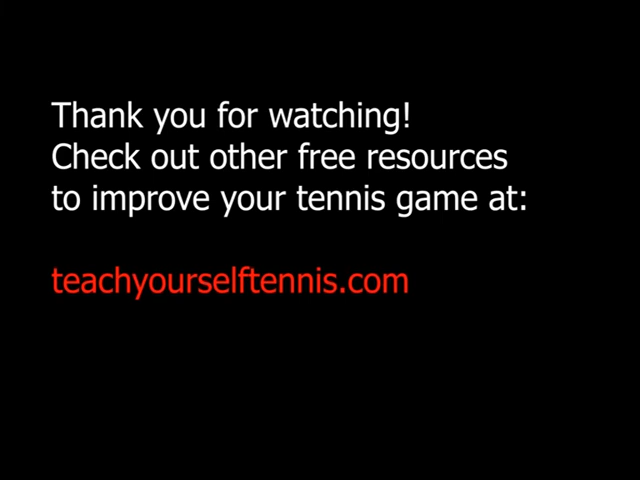 Thank you for watching!
Check out other free resources
to improve your tennis game at:
teachyourselftennis.com